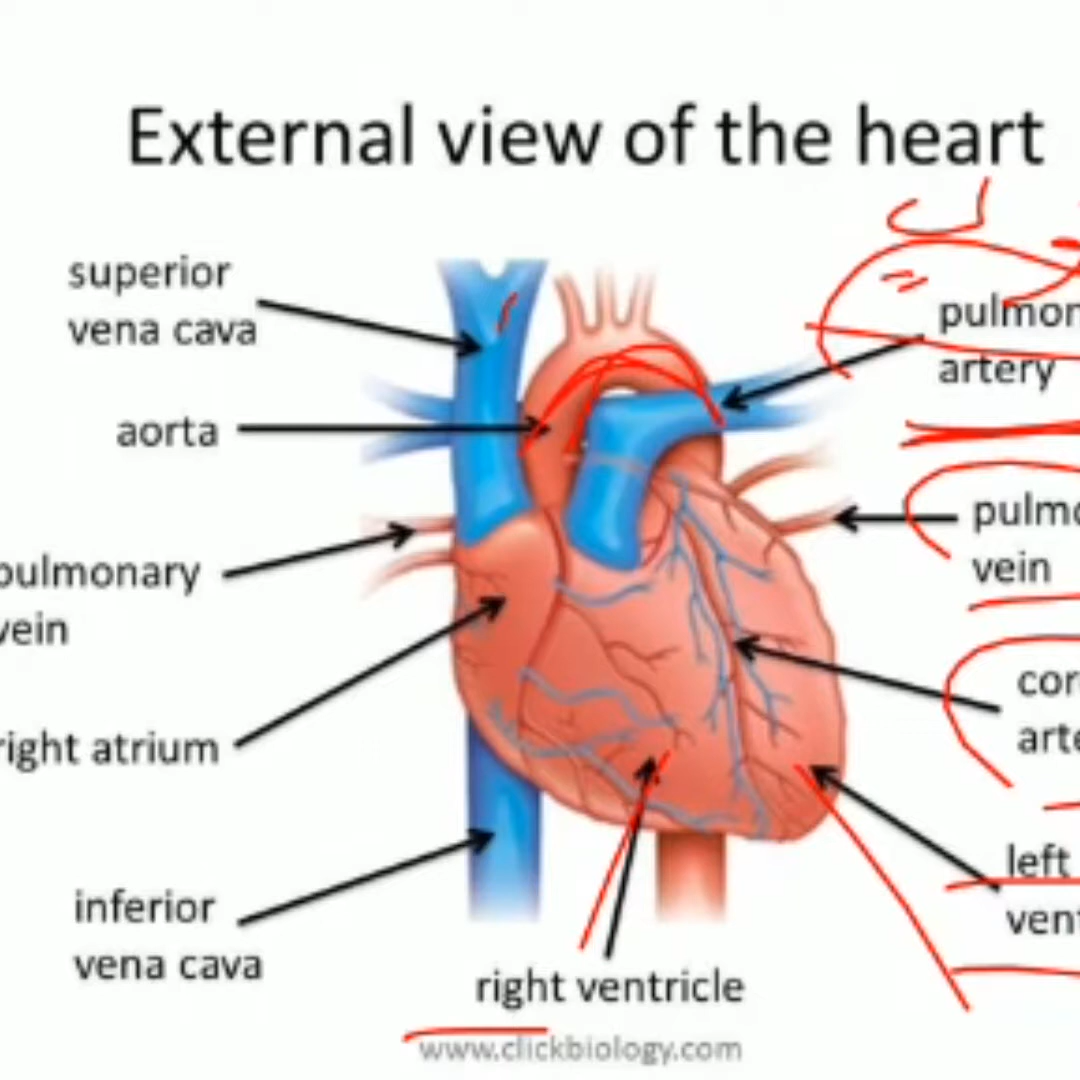 External view of the heart
superior
vena cava
aorta
pulmonary
vein
right atrium
inferior
vena cava
right ventricle
artery
vein
left
www.clickbiology.com